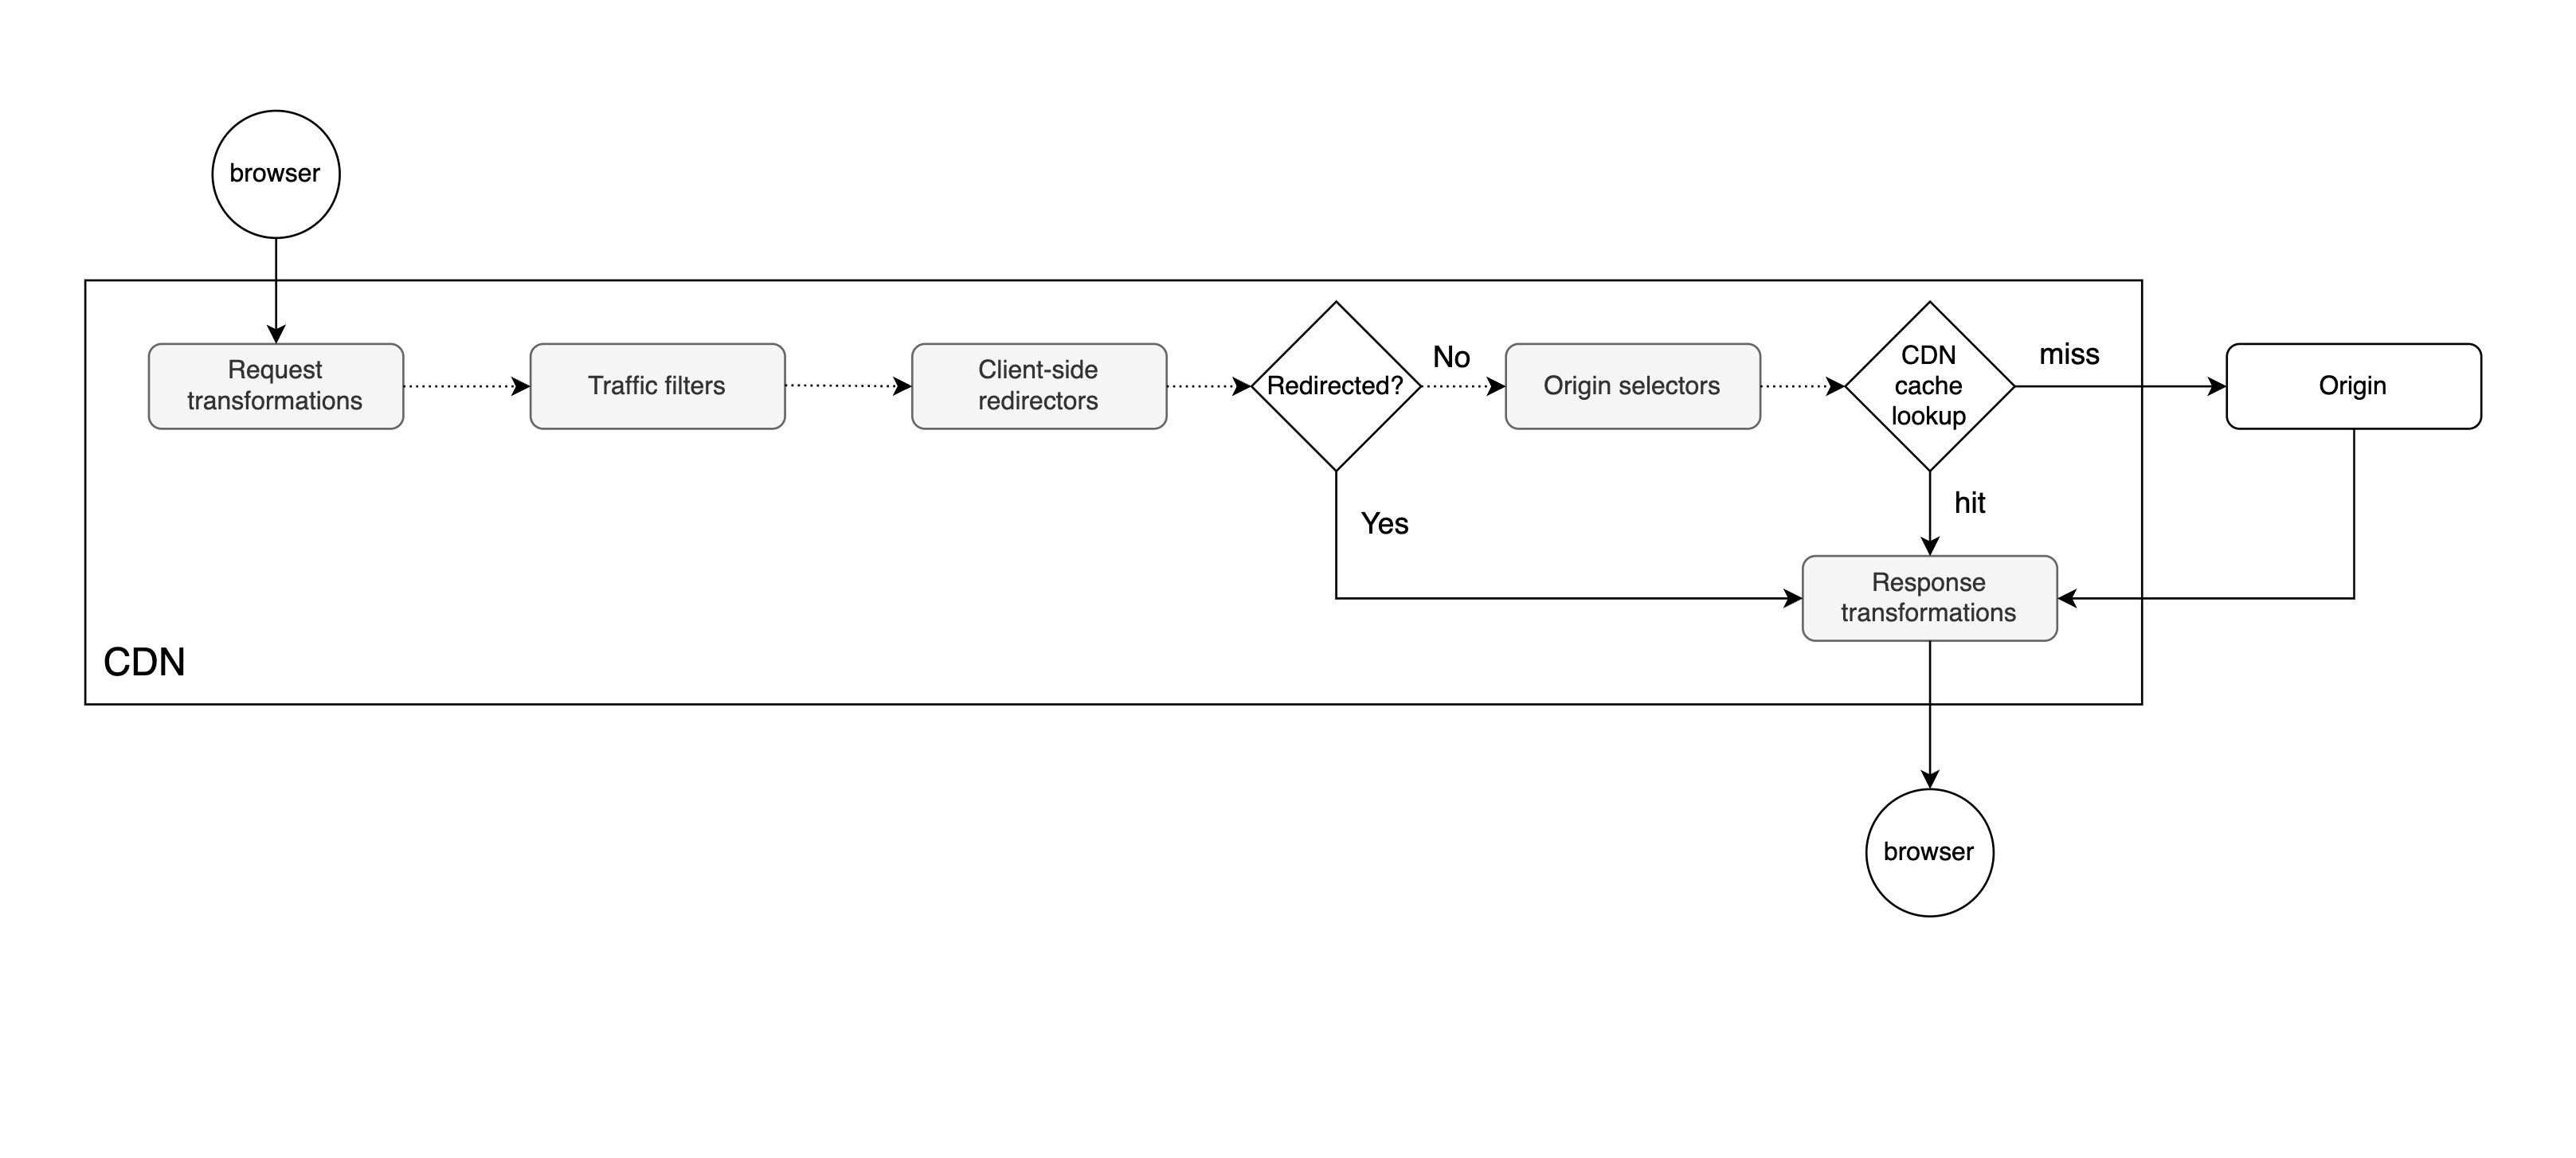 browser
Request
transformations
Traffic filters
Client-side
redirectors
Redirected?
No
Origin selectors
CDN
cache
lookup
miss
Origin
Yes
hit
Response
transformations
CDN
browser